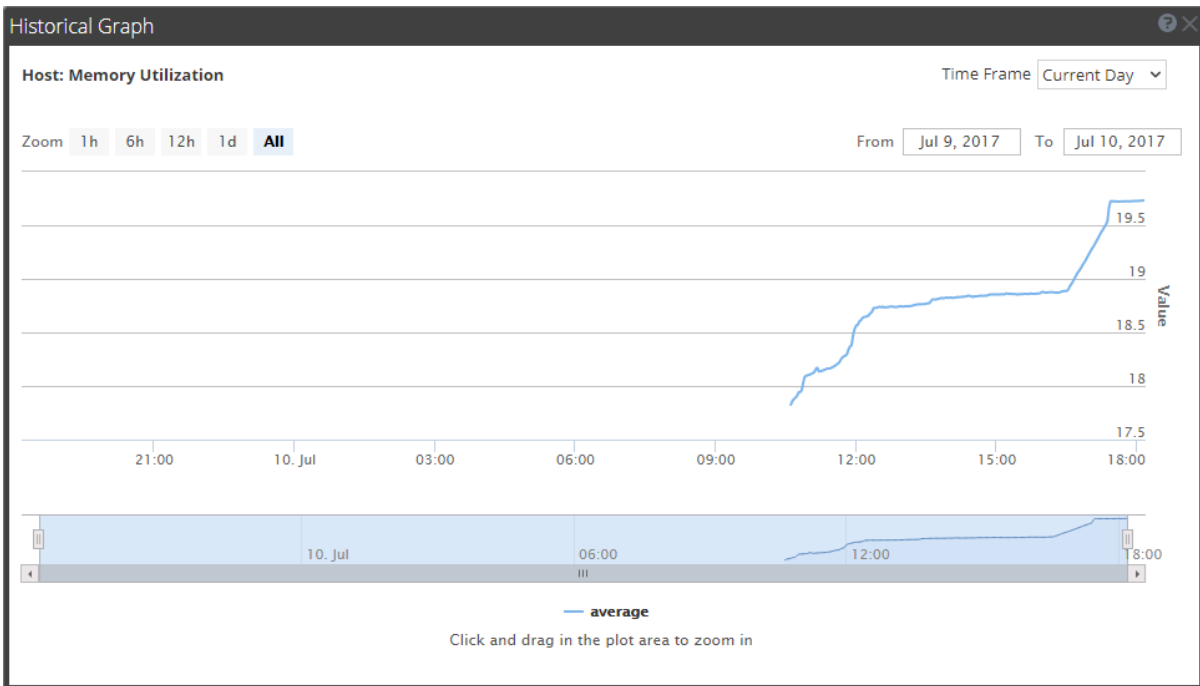 Historical Graph
Host: Memory Utilization
Time Frame Current Day
Zoom 1h 6h 12h 1d All
From Jul 9, 2017 To Jul 10, 2017
19.5
19
Value
18.5
18
17.5
21:00 10. Jul 03:00 06:00 09:00 12:00 15:00 18:00
10. Jul 06:00 12:00 18:00
average
Click and drag in the plot area to zoom in